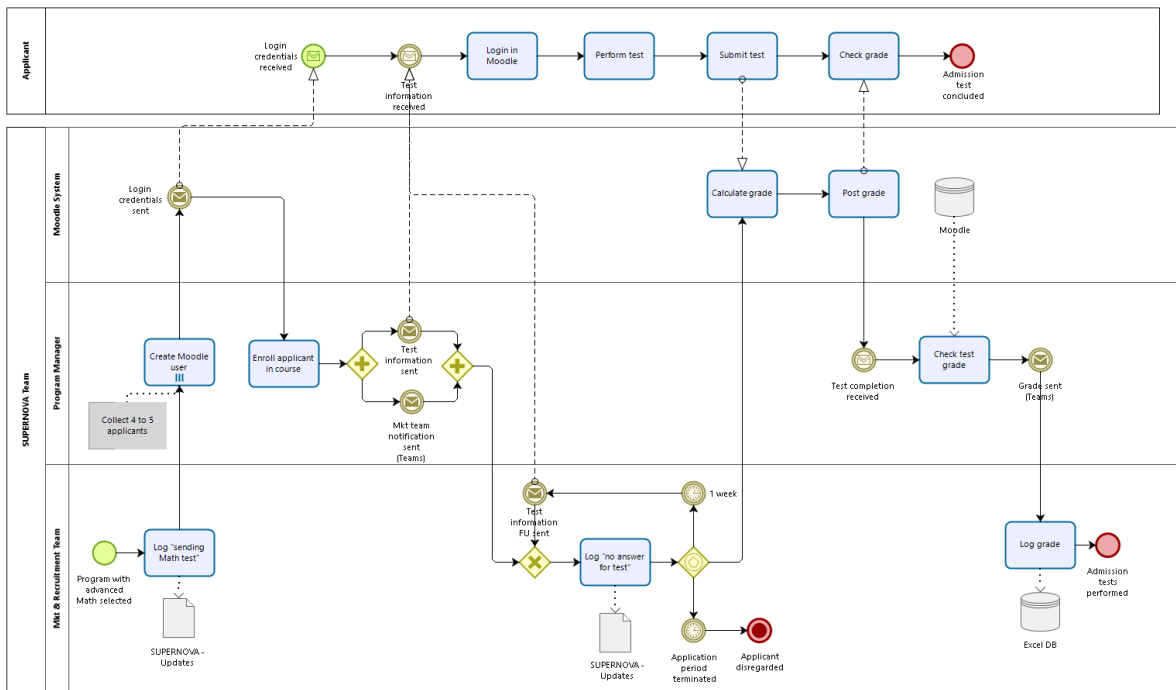 Applicant
Login
credentials
received
Test
information
received
Login in
Moodle
Perform test
Submit test
Check grade
Admission
test
concluded
SUPERNOVA Team
Moodle System
Login
credentials
sent
Calculate grade
Post grade
Moodle
Program Manager
Create Moodle
user
Collect 4 to 5
applicants
Enroll applicant
in course
Test
information
sent
Mkt team
notification
sent
(Teams)
Test completion
received
Check test
grade
Grade sent
(Teams)
Mkt & Recruitment Team
Program with
advanced
Math selected
Log "sending
Math test"
SUPERNOVA -
Updates
Test
information
FU sent
Log "no answer
for test"
SUPERNOVA -
Updates
1 week
Application
period
terminated
Applicant
disregarded
Log grade
Excel DB
Admission
tests
performed